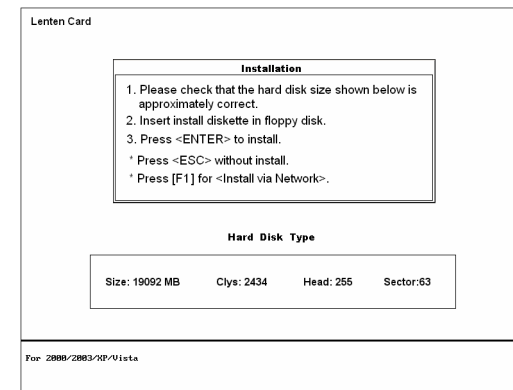 Lenten Card
Installation
1. Please check that the hard disk size shown below is
approximately correct.
2. Insert install diskette in floppy disk.
3. Press <ENTER> to install.
* Press <ESC> without install.
* Press [F1] for <Install via Network>.
Hard Disk Type
Size: 19092 MB Clys: 2434 Head: 255 Sector:63
For 2000/2003/XP/Vista